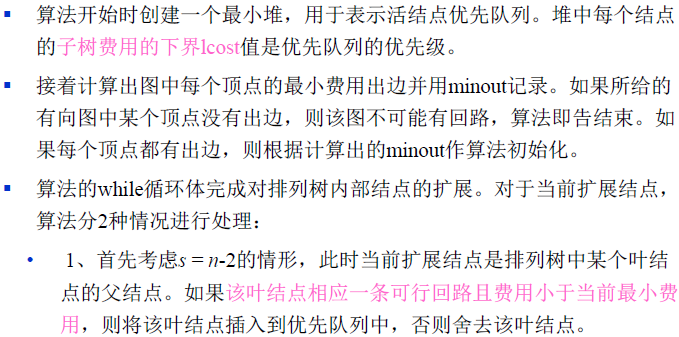 ▪ 算法开始时创建一个最小堆，用于表示活结点优先队列。堆中每个结点
的子树费用的下界lcost值是优先队列的优先级。
▪ 接着计算出图中每个顶点的最小费用出边并用minout记录。如果所给的
有向图中某个顶点没有出边，则该图不可能有回路，算法即告结束。如
果每个顶点都有出边，则根据计算出的minout作算法初始化。
▪ 算法的while循环体完成对排列树内部结点的扩展。对于当前扩展结点，
算法分2种情况进行处理：
• 1、首先考虑s = n-2的情形，此时当前扩展结点是排列树中某个叶结
点的父结点。如果该叶结点相应一条可行回路且费用小于当前最小费
用，则将该叶结点插入到优先队列中，否则舍去该叶结点。